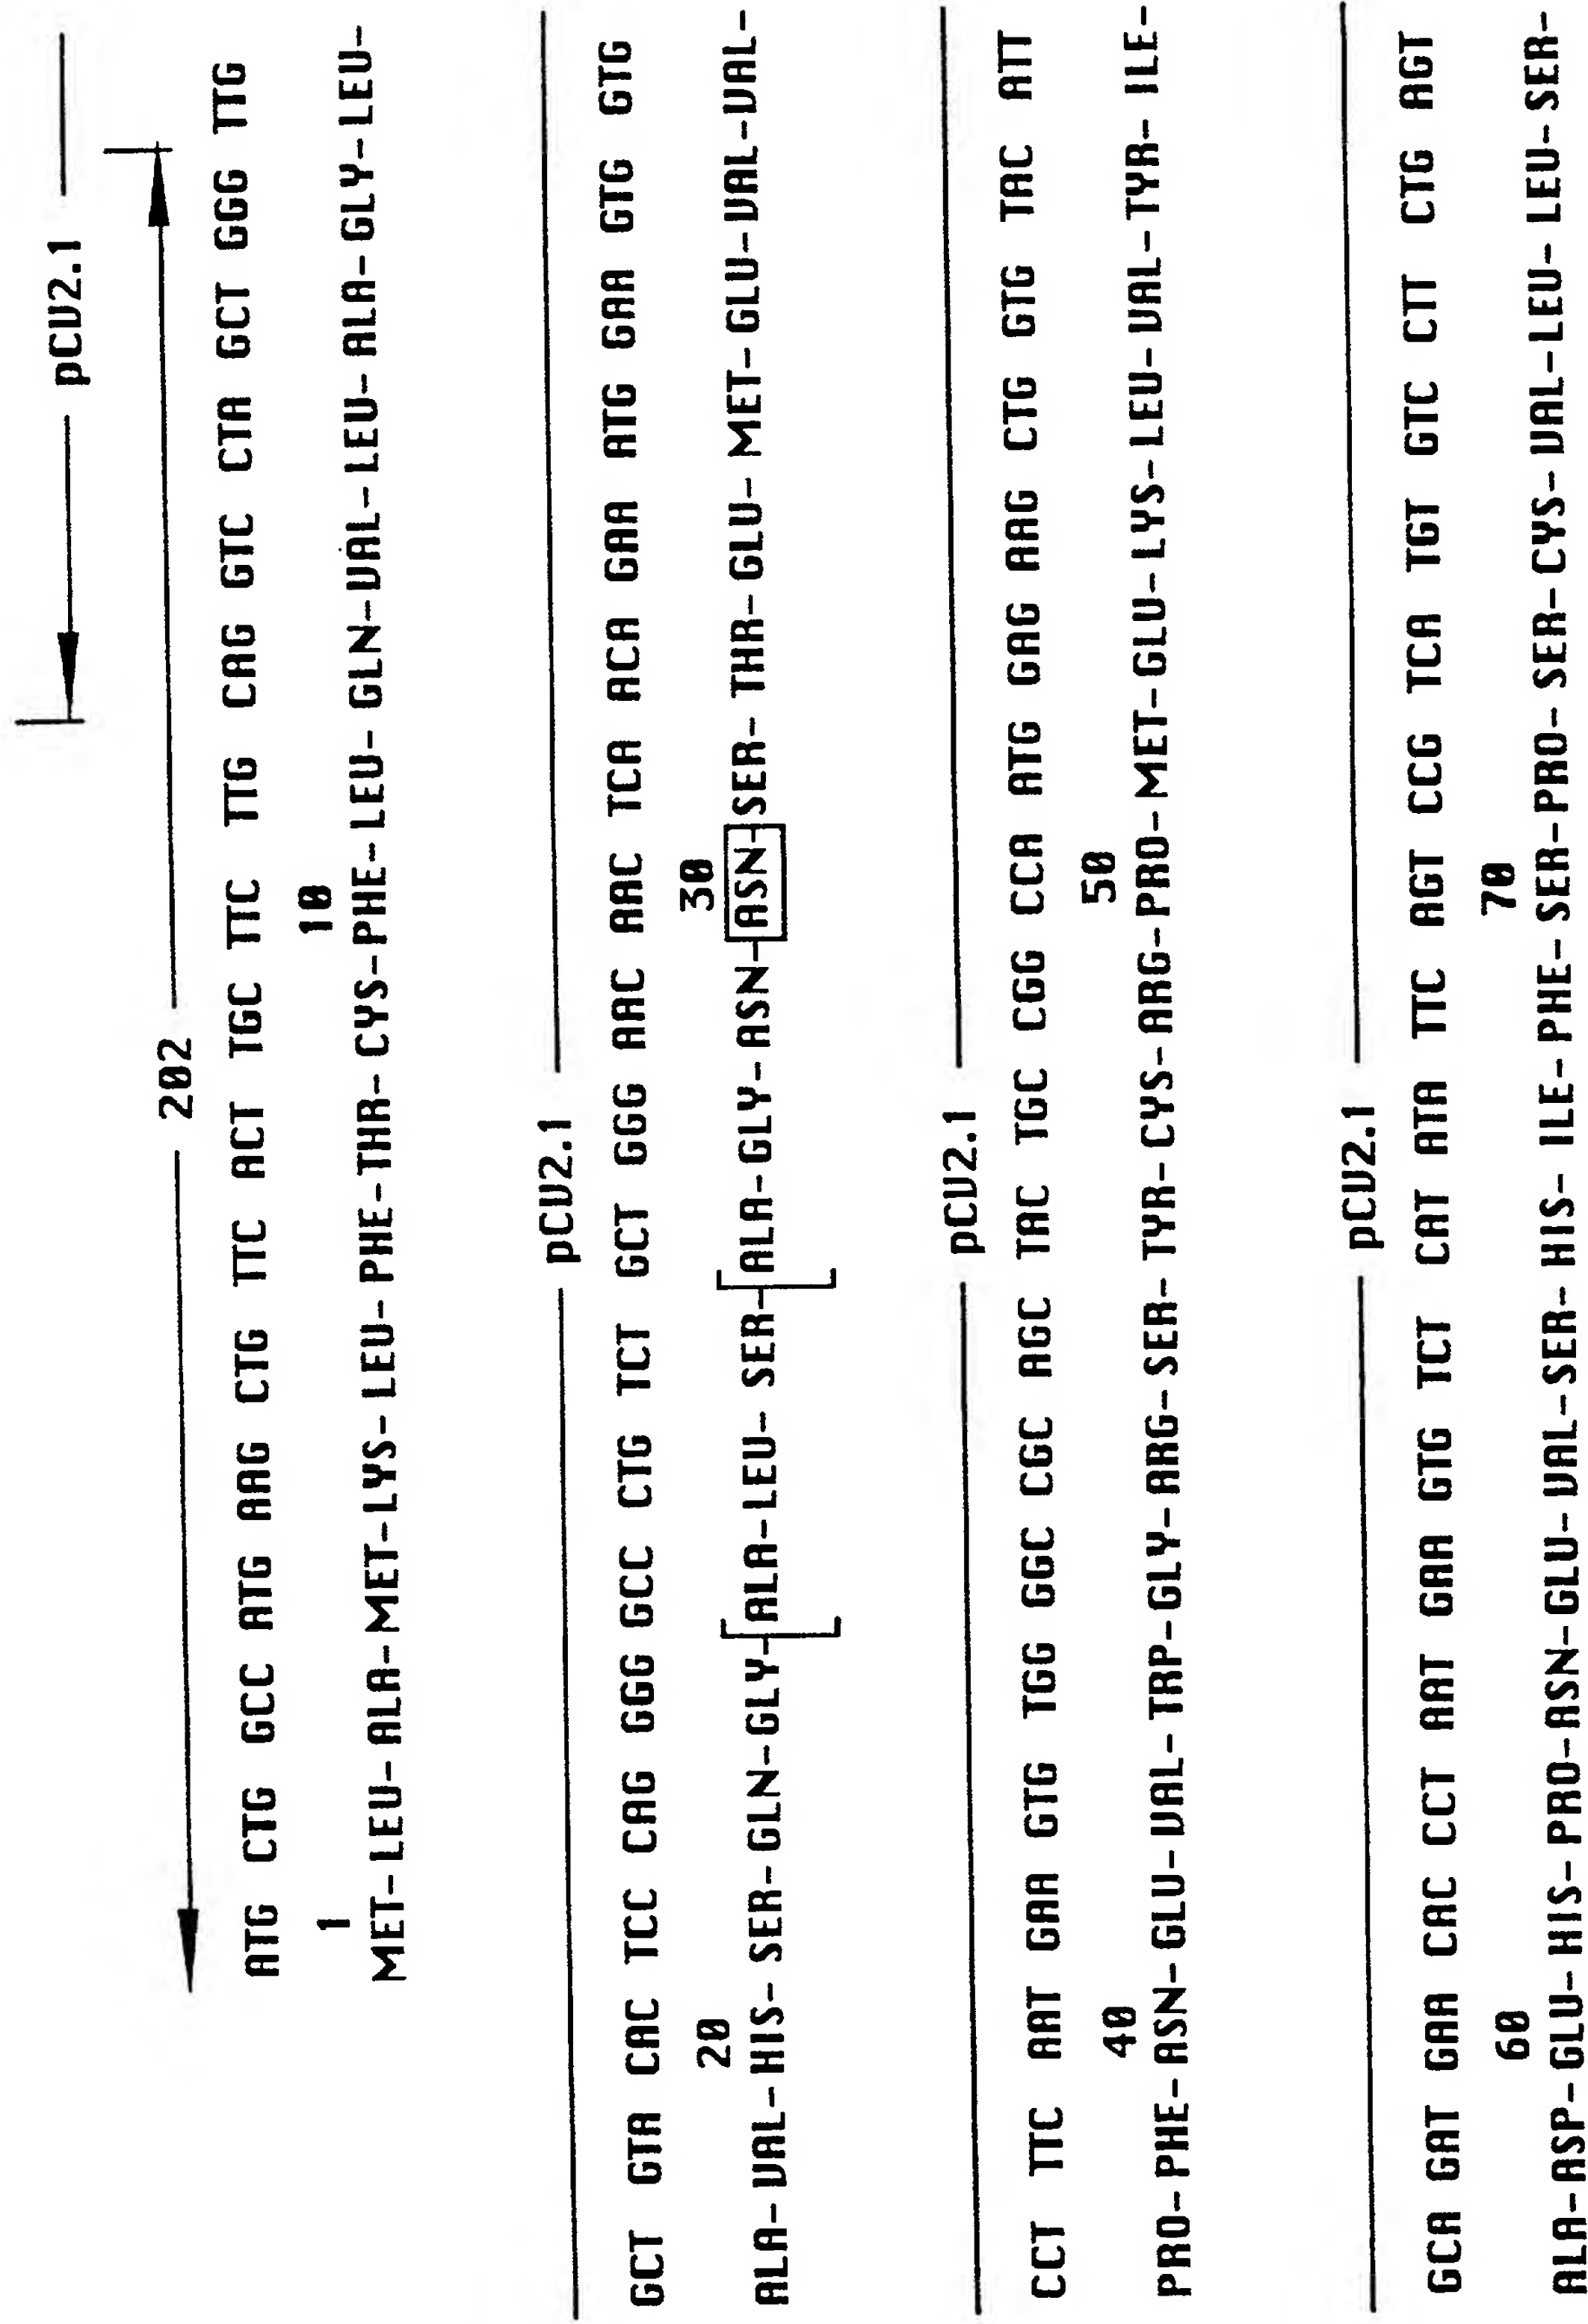 pCV2.1
202
ATG CTG GCC ATG AAG CTG TTC ACT TGC TTC TTG CAG GTC CTA GCT GGG TTG
1 10
MET-LEU-ALA-MET-LYS-LEU-PHE-THR-CYS-PHE-LEU-GLN-VAL-LEU-ALA-GLY-LEU-
pCV2.1
GCT GTA CAC TCC CAG GGG GCC CTG TCT GCT GGG AAC AAC TCA ACA GAA ATG GAA GTG GTG
20 30
ALA-VAL-HIS-SER-GLN-GLY-[ALA-LEU-SER-[ALA-GLY-ASN-ASN-SER-THR-GLU-MET-GLU-VAL-VAL-
pCV2.1
CCT TTC AAT GAA GTG TGG GGC CGC AGC TAC TGC CGG CCA ATG GAG AAG CTG GTG TAC ATT
40 50
PRO-PHE-ASN-GLU-VAL-TRP-GLY-ARG-SER-TYR-CYS-ARG-PRO-MET-GLU-LYS-LEU-VAL-TYR-ILE-
pCV2.1
GCA GAT GAA CAC CCT AAT GAA GTG TCT CAT ATA TTC AGT CCG TCA TGT GTC CTT CTG AGT
60 70
ALA-ASP-GLU-HIS-PRO-ASN-GLU-VAL-SER-HIS-ILE-PHE-SER-PRO-SER-CYS-VAL-LEU-LEU-SER-